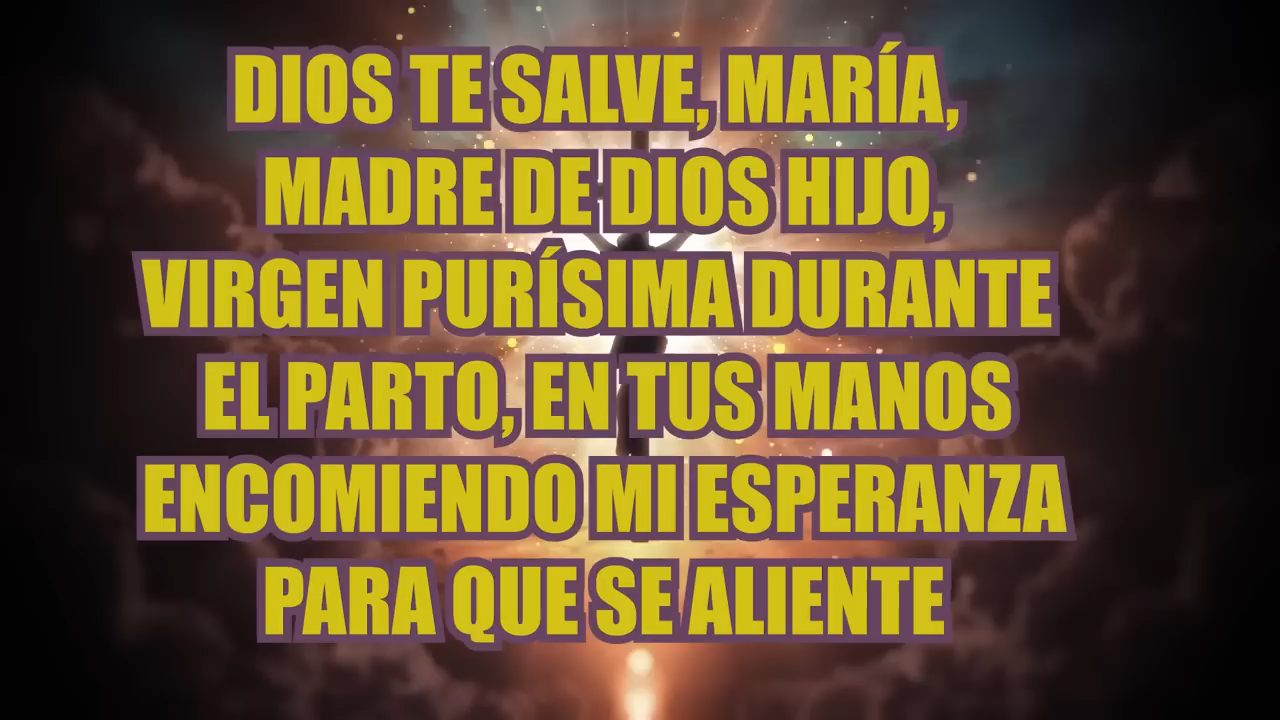 DIOS TE SALVE, MARÍA,
MADRE DE DIOS HIJO,
VIRGEN PURÍSIMA DURANTE
EL PARTO, EN TUS MANOS
ENCOMIENDO MI ESPERANZA
PARA QUE SE ALIENTE